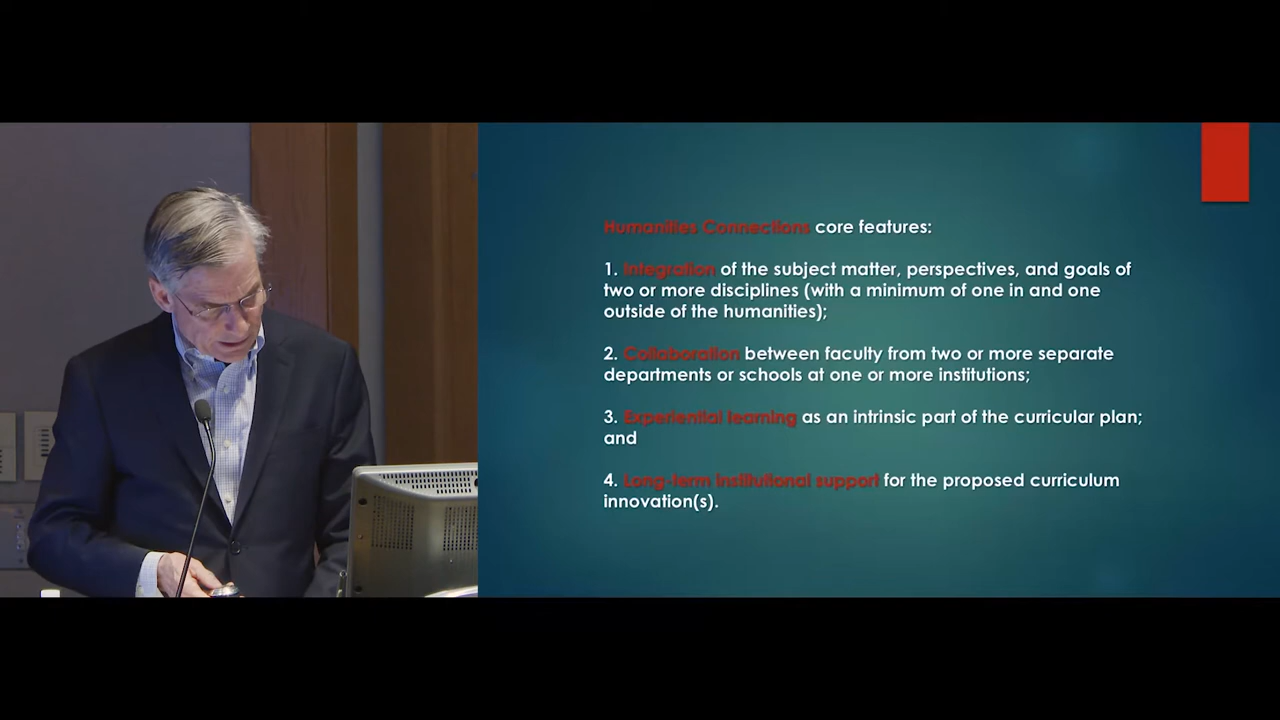 Humanities Connections core features:
1. Integration of the subject matter, perspectives, and goals of
two or more disciplines (with a minimum of one in and one
outside of the humanities);
2. Collaboration between faculty from two or more separate
departments or schools at one or more institutions;
3. Experiential learning as an intrinsic part of the curricular plan;
and
4. Long-term institutional support for the proposed curriculum
innovation(s).